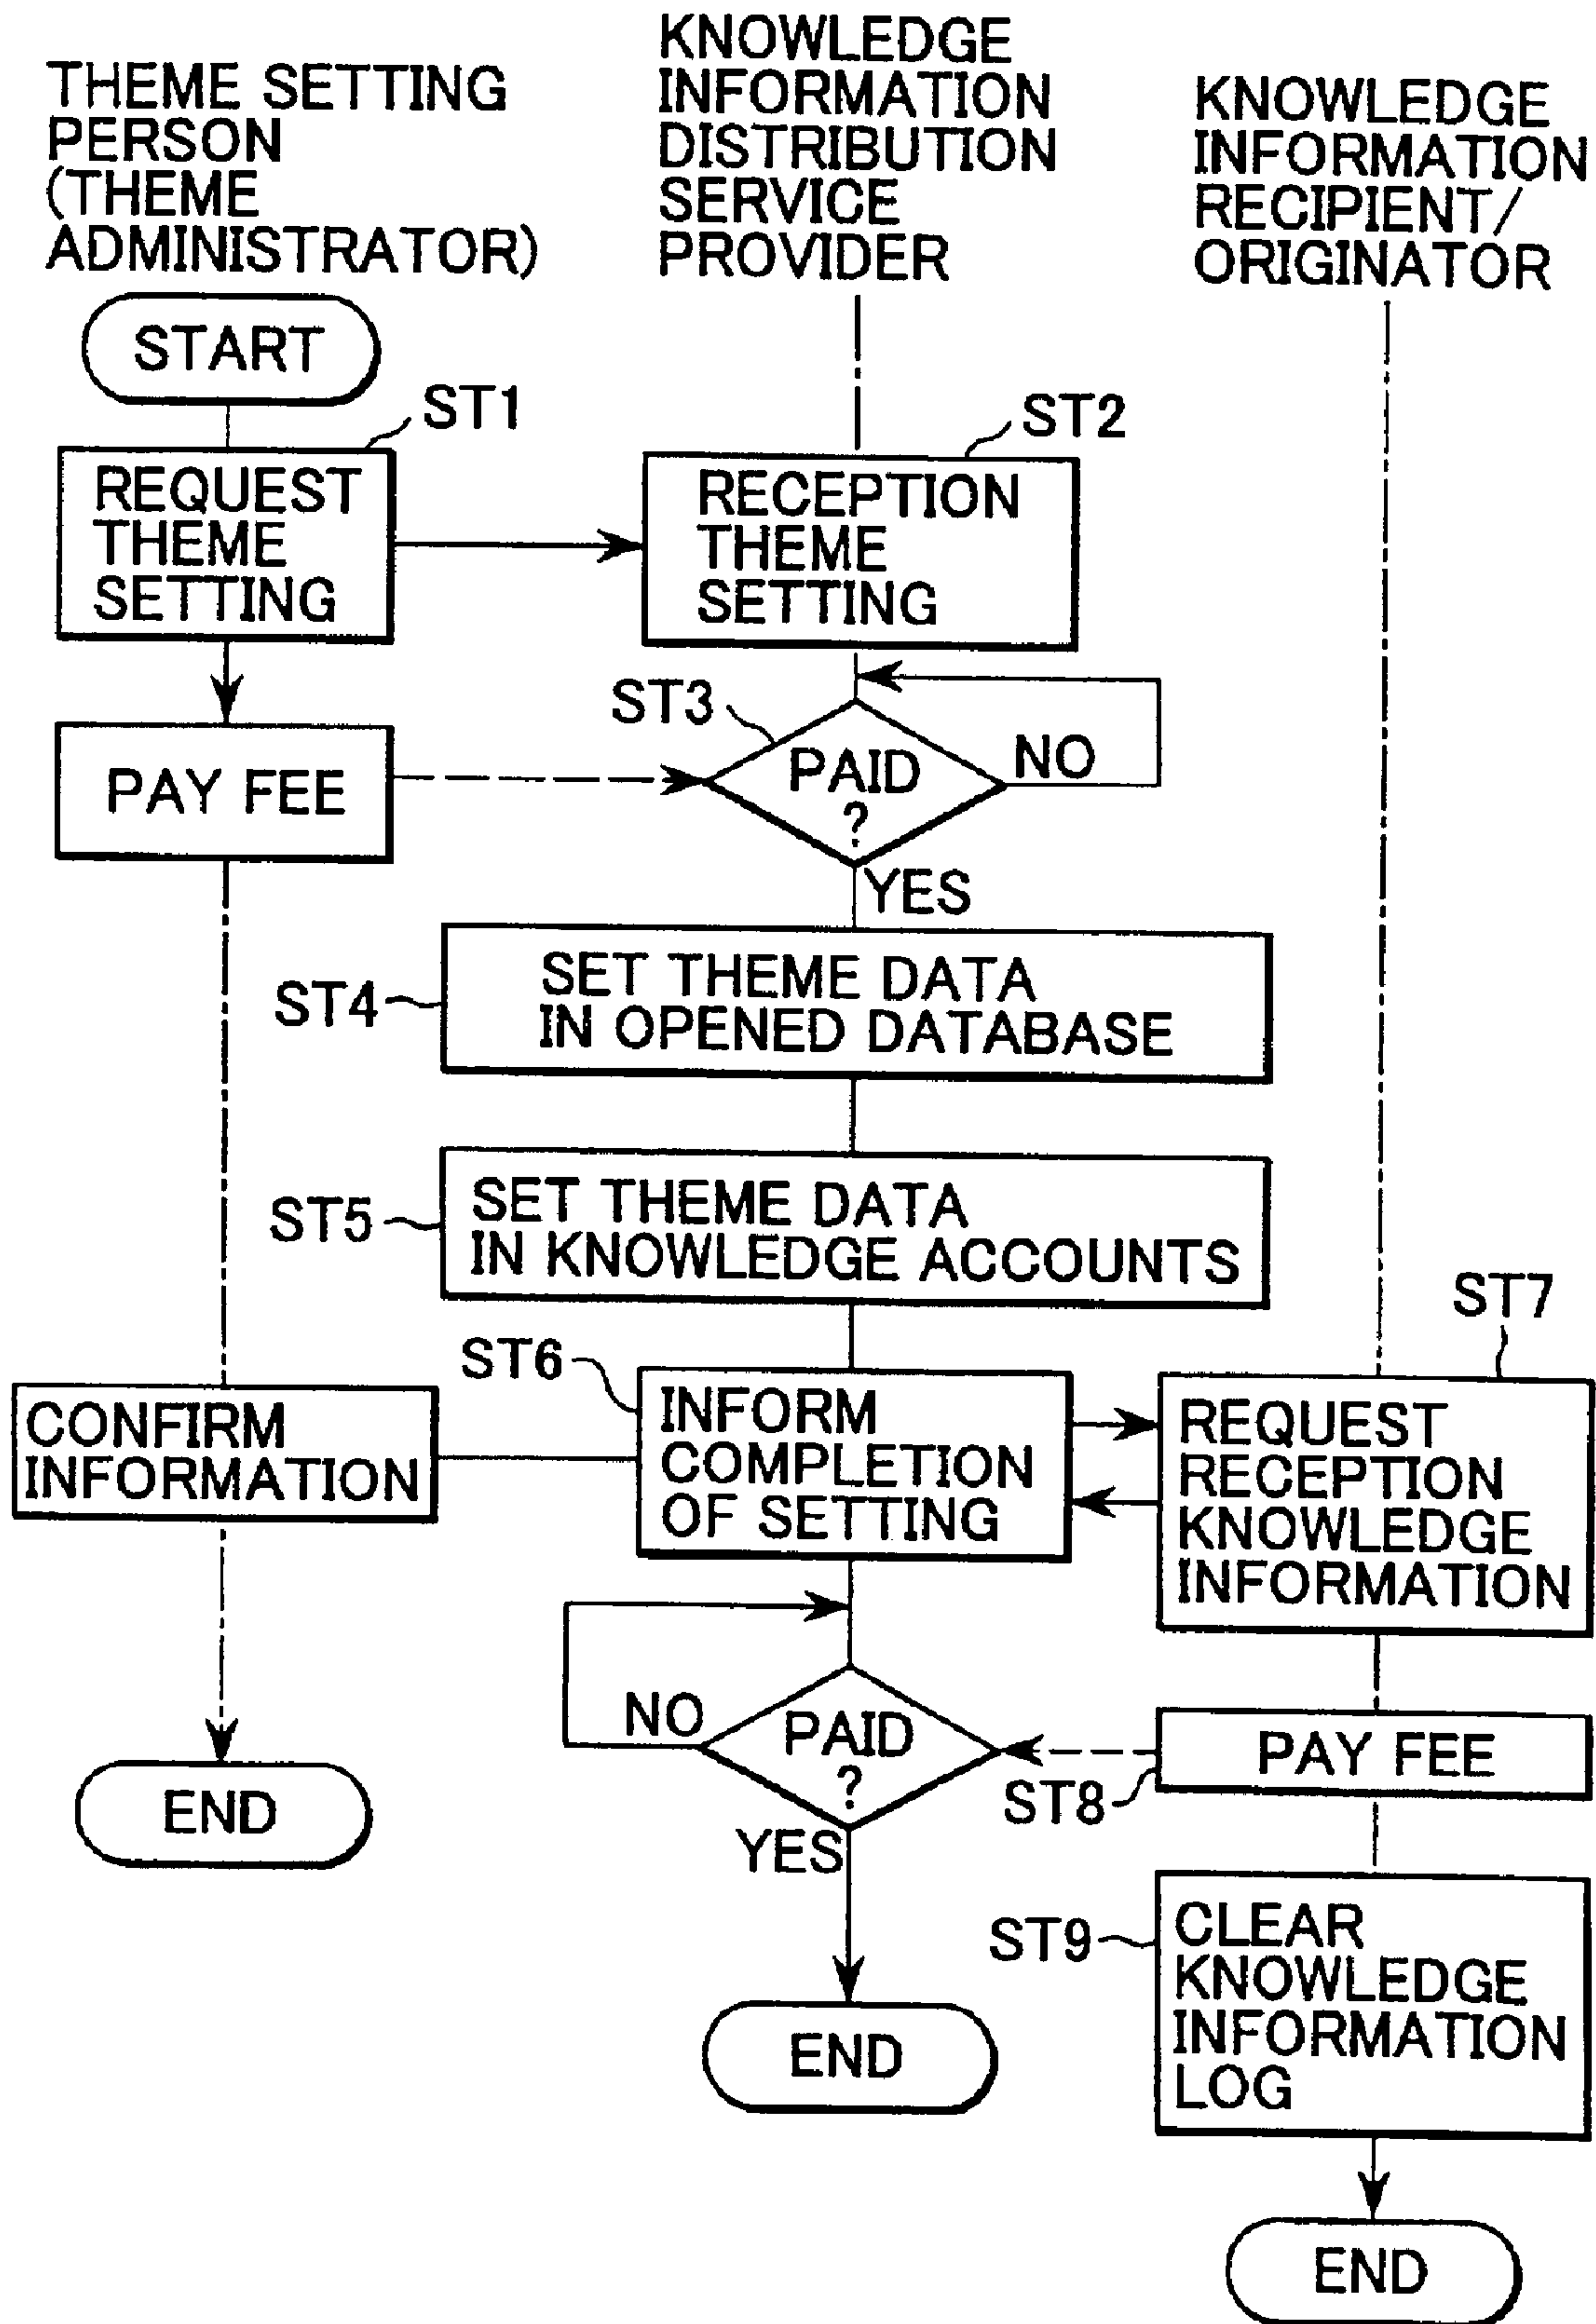 THEME SETTING
PERSON
(THEME
ADMINISTRATOR)
KNOWLEDGE
INFORMATION
DISTRIBUTION
SERVICE
PROVIDER
KNOWLEDGE
INFORMATION
RECIPIENT/
ORIGINATOR
START
ST1
REQUEST
THEME
SETTING
ST2
RECEPTION
THEME
SETTING
PAY FEE
ST3
PAID
?
NO
YES
ST4
SET THEME DATA
IN OPENED DATABASE
ST5
SET THEME DATA
IN KNOWLEDGE ACCOUNTS
CONFIRM
INFORMATION
ST6
INFORM
COMPLETION
OF SETTING
ST7
REQUEST
RECEPTION
KNOWLEDGE
INFORMATION
NO
PAID
?
YES
ST8
PAY FEE
END
ST9
CLEAR
KNOWLEDGE
INFORMATION
LOG
END
END